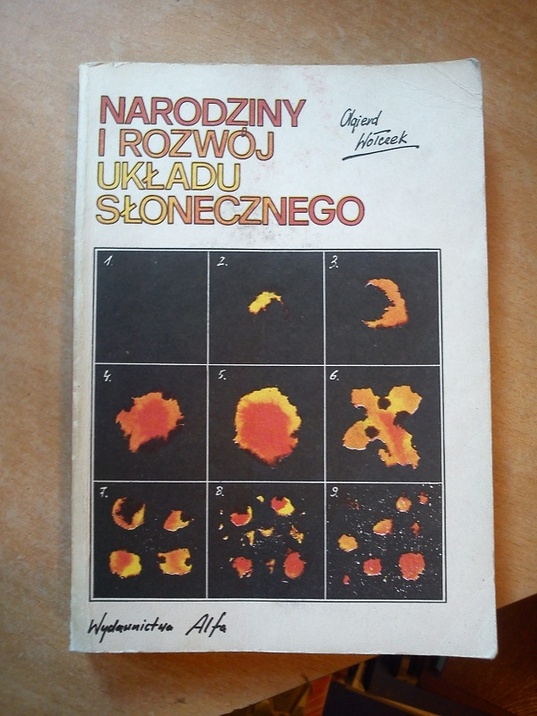 NARODZINY
I ROZWÓJ
UKŁADU
SŁONECZNEGO
Olgierd
Wołczek
1.
2.
3.
4.
5.
6.
7.
8.
9.
Wydawnictwa Alfa